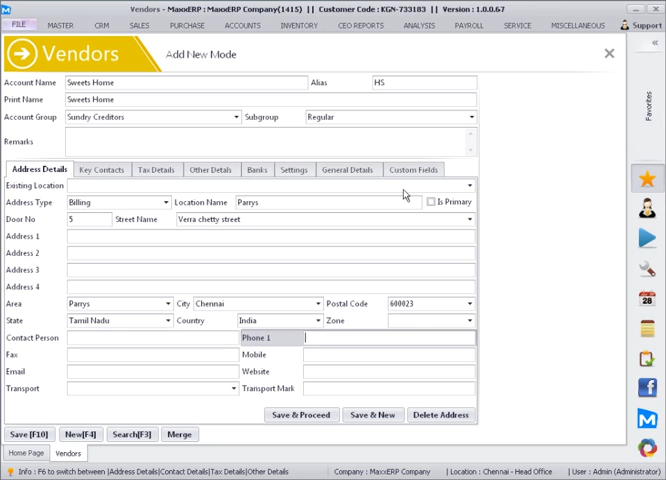 Vendors - MaxxERP : MaxxERP Company(1415) || Customer Code: KGN-733183 || Version : 1.0.0.67
FILE MASTER CRM SALES PURCHASE ACCOUNTS INVENTORY CEO REPORTS ANALYSIS PAYROLL SERVICE MISCELLANEOUS Support
Vendors Add New Mode
Account Name Sweets Home Alias HS
Print Name Sweets Home
Account Group Sundry Creditors Subgroup Regular
Remarks
Favorites
Address Details Key Contacts Tax Details Other Details Banks Settings General Details Custom Fields
Existing Location
Address Type Billing Location Name Parrys Is Primary
Door No 5 Street Name Verra chetty street
Address 1
Address 2
Address 3
Address 4
Area Parrys City Chennai Postal Code 600023
State Tamil Nadu Country India Zone
Contact Person Phone 1
Fax Mobile
Email Website
Transport Transport Mark
28
Save & Proceed Save & New Delete Address
Save [F10] New[F4] Search[F3] Merge
Home Page Vendors
Info : F6 to switch between |Address Details|Contact Details|Tax Details|Other Details Company : MaxxERP Company | Location : Chennai - Head Office | User : Admin (Administrator)